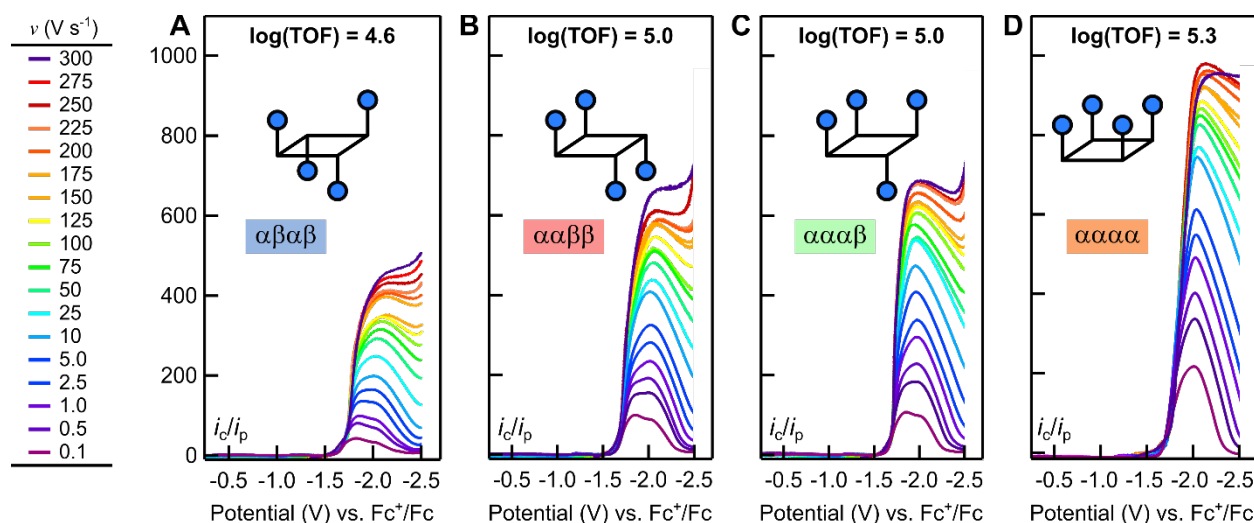 ν (V s⁻¹)
300
275
250
225
200
175
150
125
100
75
50
25
10
5.0
2.5
1.0
0.5
0.1
A
log(TOF) = 4.6
1000
800
600
400
200
0
αβαβ
ic/ip
-0.5 -1.0 -1.5 -2.0 -2.5
Potential (V) vs. Fc⁺/Fc
B
log(TOF) = 5.0
ααββ
ic/ip
-0.5 -1.0 -1.5 -2.0 -2.5
Potential (V) vs. Fc⁺/Fc
C
log(TOF) = 5.0
αααβ
ic/ip
-0.5 -1.0 -1.5 -2.0 -2.5
Potential (V) vs. Fc⁺/Fc
D
log(TOF) = 5.3
αααα
ic/ip
-0.5 -1.0 -1.5 -2.0 -2.5
Potential (V) vs. Fc⁺/Fc